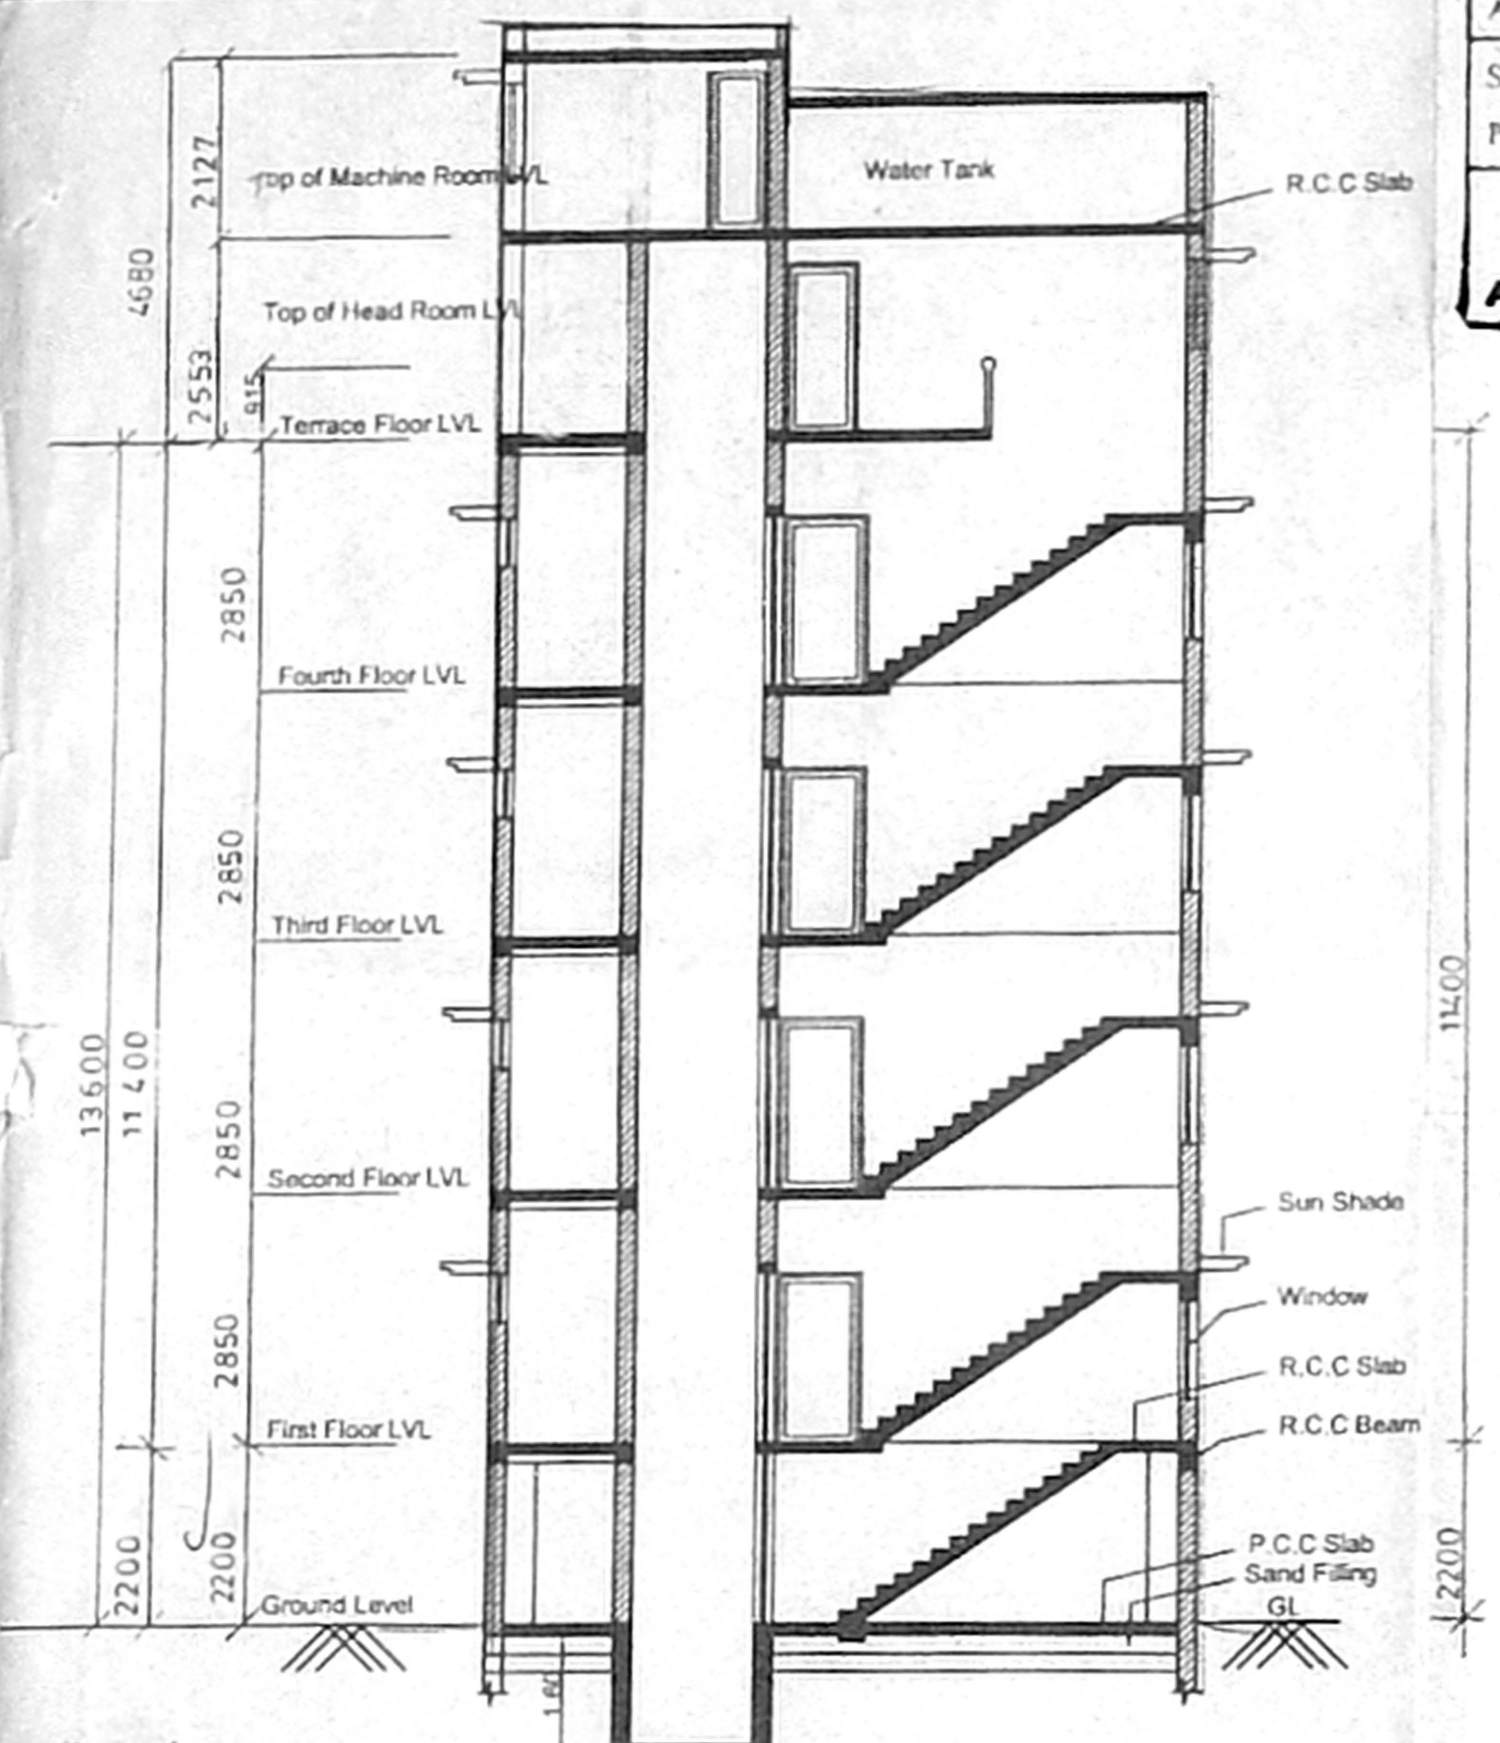 Water Tank
R.C.C Slab
Top of Machine Room LVL
2127
4680
Top of Head Room LVL
2553
915
Terrace Floor LVL
2850
Fourth Floor LVL
2850
Third Floor LVL
11400
13600
11 400
2850
Second Floor LVL
Sun Shade
Window
2850
R.C.C Slab
First Floor LVL
R.C.C Beam
2200
2200
P.C.C Slab
Sand Filling
2200
Ground Level
GL